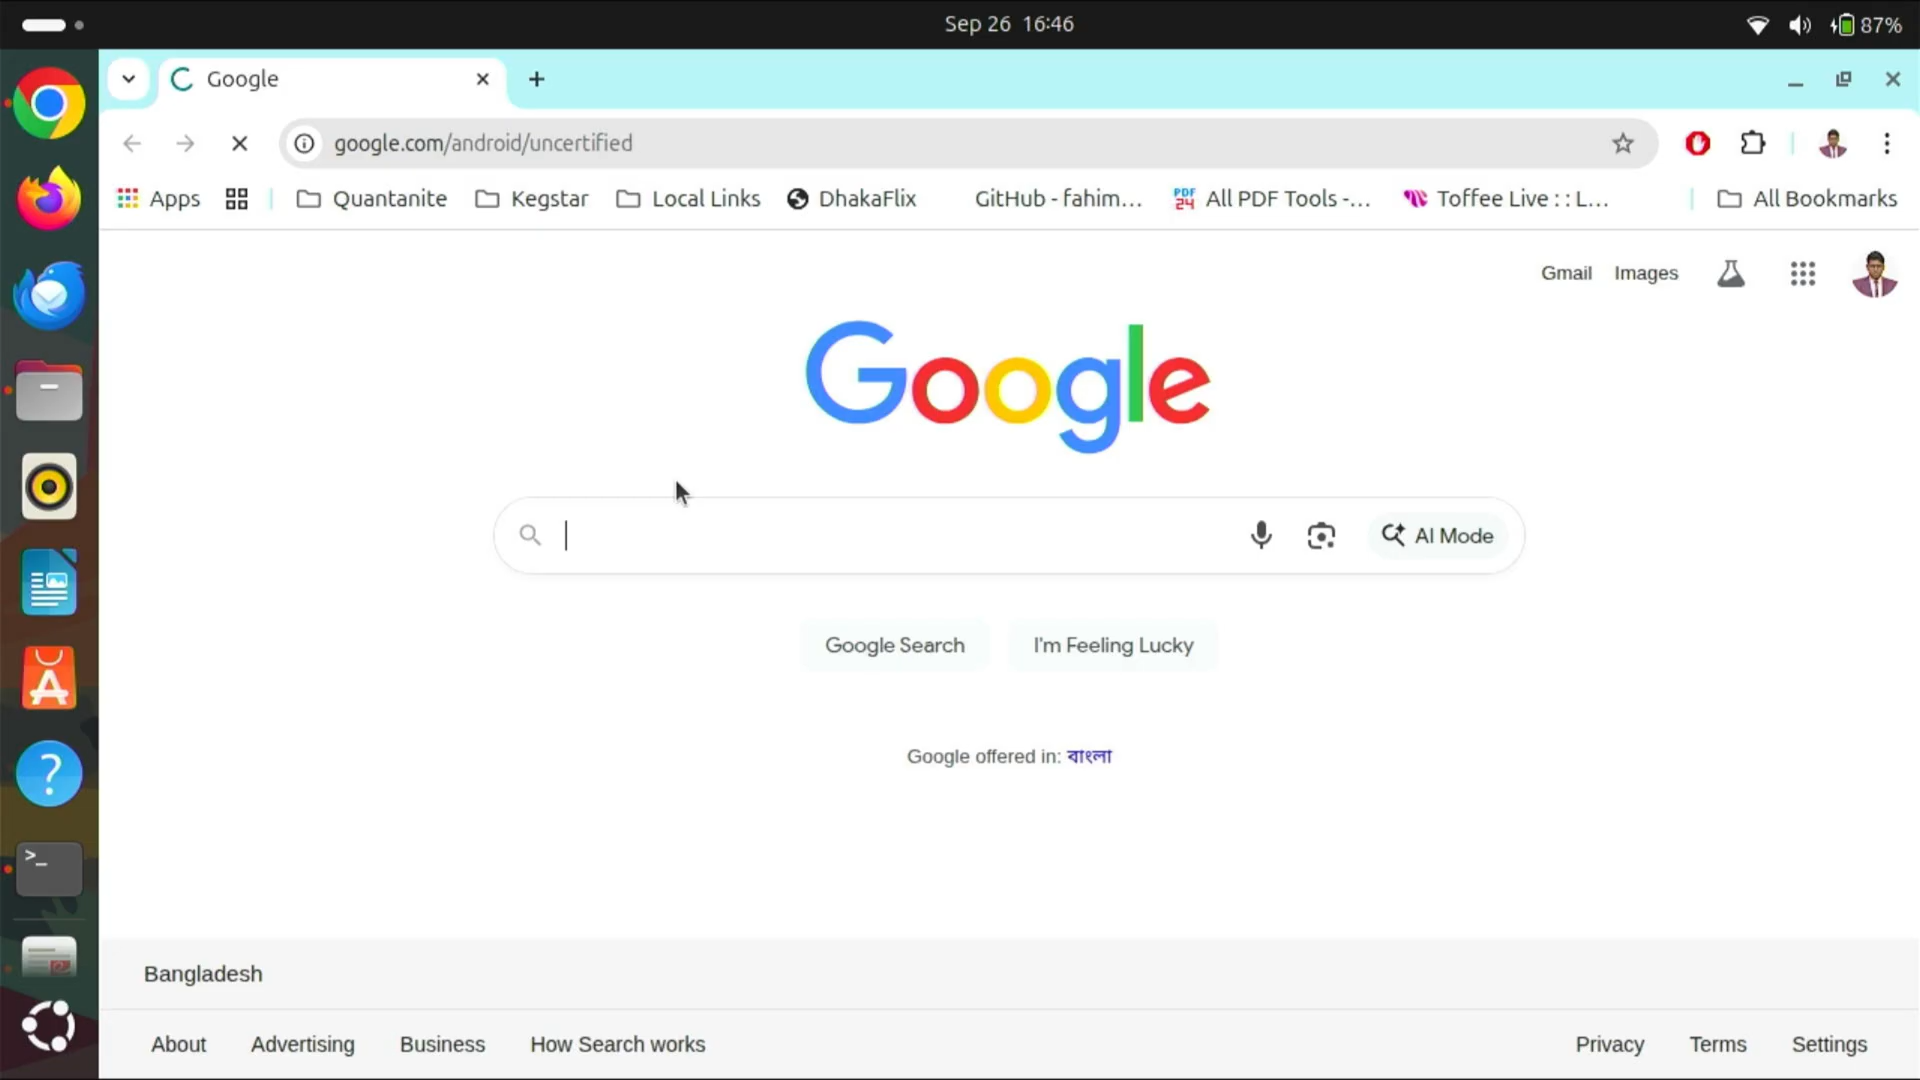 Sep 26 16:46
87%
Google
google.com/android/uncertified
Apps
Quantanite
Kegstar
Local Links
DhakaFlix
GitHub - fahim...
PDF
24
All PDF Tools -...
Toffee Live : : L...
All Bookmarks
Gmail Images
Google
AI Mode
Google Search I'm Feeling Lucky
Google offered in: বাংলা
Bangladesh
About Advertising Business How Search works Privacy Terms Settings